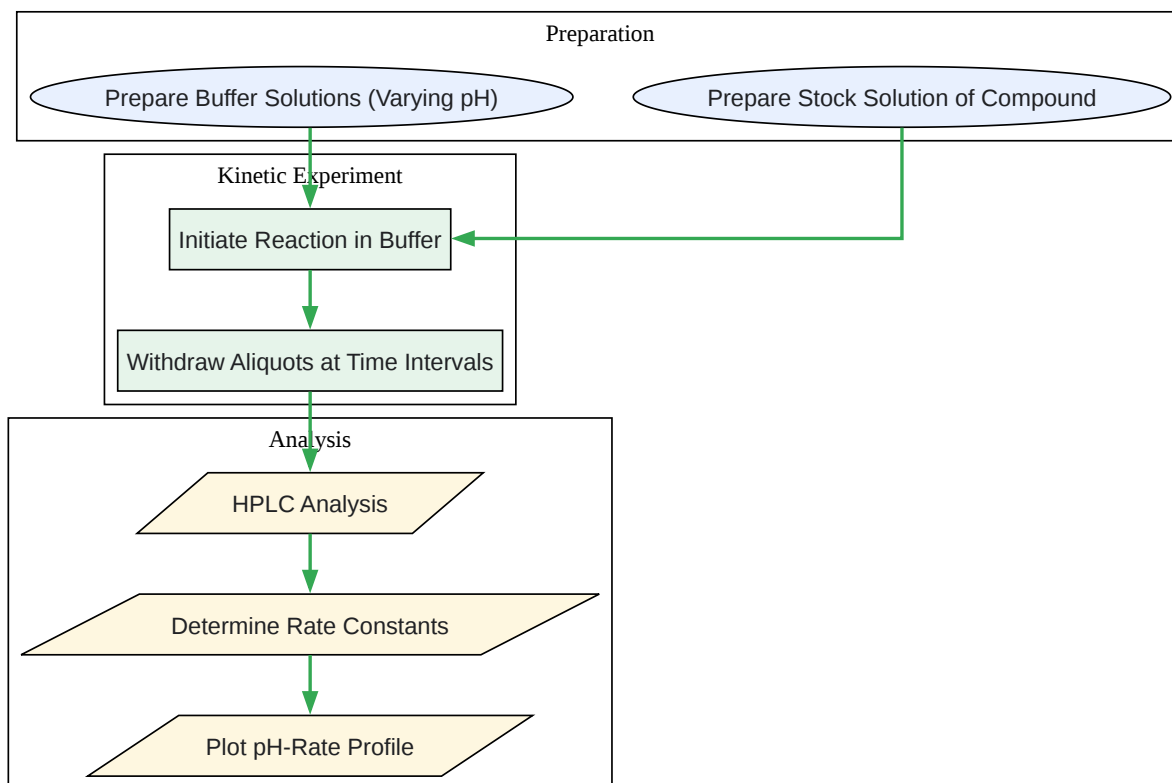 Preparation
Prepare Buffer Solutions (Varying pH)
Prepare Stock Solution of Compound
Kinetic Experiment
Initiate Reaction in Buffer
Withdraw Aliquots at Time Intervals
Analysis
HPLC Analysis
Determine Rate Constants
Plot pH-Rate Profile